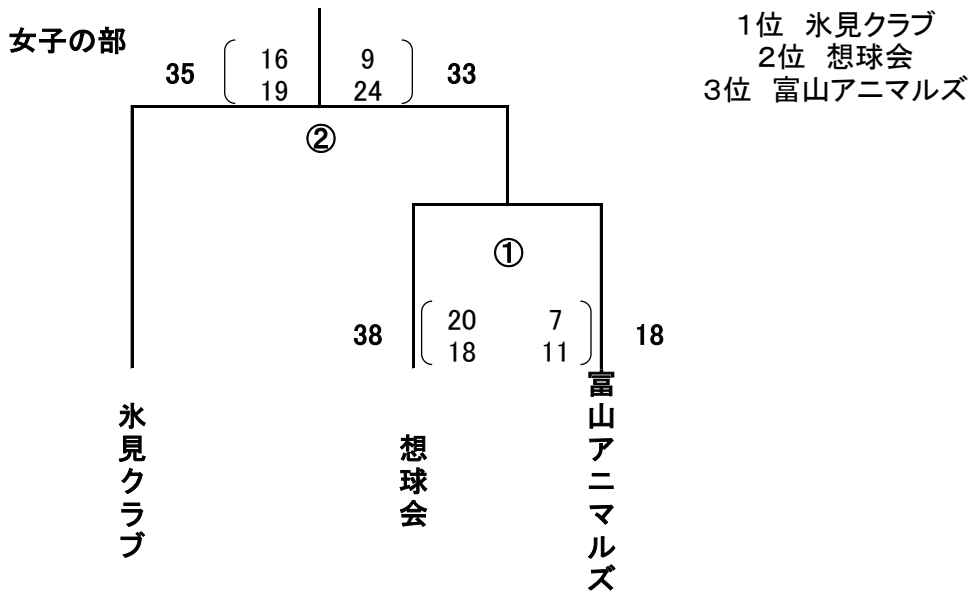 女子の部
１位　氷見クラブ
２位　想球会
３位　富山アニマルズ
35 16 9 33
19 24
②
①
38 20 7 18
18 11
氷見クラブ
想球会
富山アニマルズ